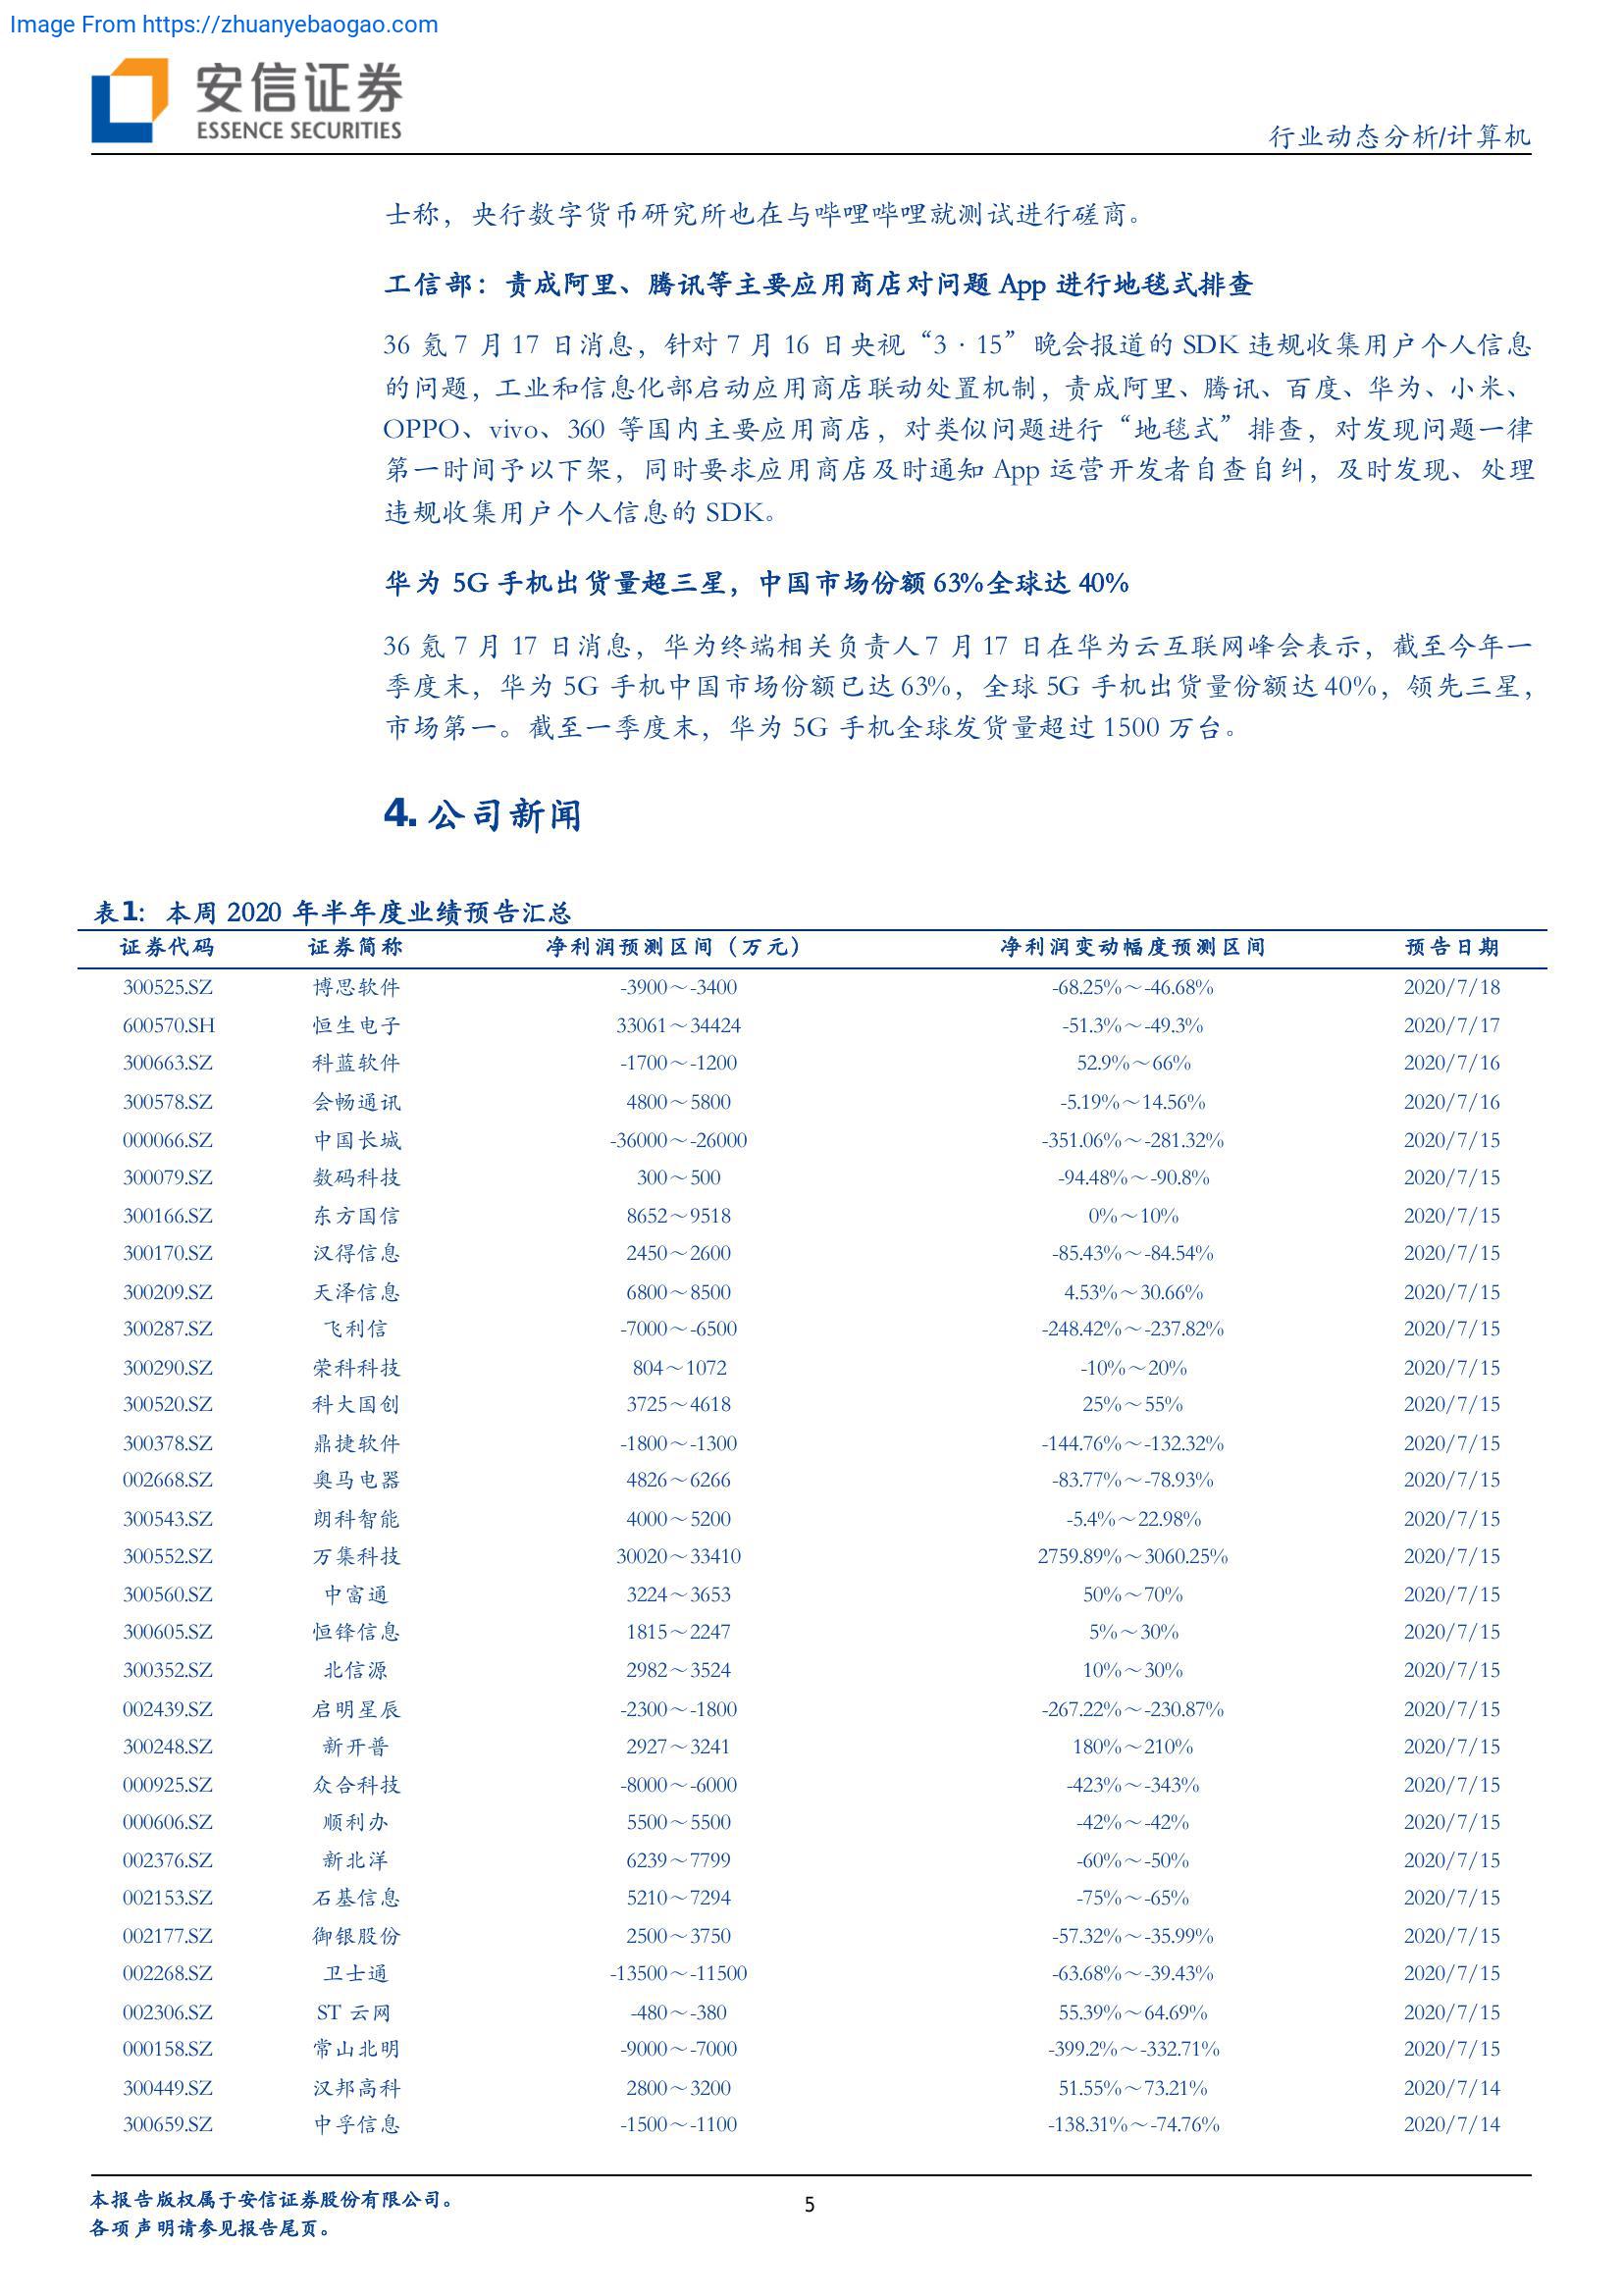 Image From https://zhuanyebaogao.com
安信证券
ESSENCE SECURITIES
行业动态分析/计算机
士称，央行数字货币研究所也在与哔哩哔哩就测试进行磋商。
工信部：责成阿里、腾讯等主要应用商店对问题 App 进行地毯式排查
36 氪 7 月 17 日消息，针对 7 月 16 日央视“3·15”晚会报道的 SDK 违规收集用户个人信息
的问题，工业和信息化部启动应用商店联动处置机制，责成阿里、腾讯、百度、华为、小米、
OPPO、vivo、360 等国内主要应用商店，对类似问题进行“地毯式”排查，对发现问题一律
第一时间予以下架，同时要求应用商店及时通知 App 运营开发者自查自纠，及时发现、处理
违规收集用户个人信息的 SDK。
华为 5G 手机出货量超三星，中国市场份额 63%全球达 40%
36 氪 7 月 17 日消息，华为终端相关负责人 7 月 17 日在华为云互联网峰会表示，截至今年一
季度末，华为 5G 手机中国市场份额已达 63%，全球 5G 手机出货量份额达 40%，领先三星，
市场第一。截至一季度末，华为 5G 手机全球发货量超过 1500 万台。
4. 公司新闻
表1：本周 2020 年半年度业绩预告汇总
证券代码 证券简称 净利润预测区间（万元） 净利润变动幅度预测区间 预告日期
300525.SZ 博思软件 -3900～-3400 -68.25%～-46.68% 2020/7/18
600570.SH 恒生电子 33061～34424 -51.3%～-49.3% 2020/7/17
300663.SZ 科蓝软件 -1700～-1200 52.9%～66% 2020/7/16
300578.SZ 会畅通讯 4800～5800 -5.19%～14.56% 2020/7/16
000066.SZ 中国长城 -36000～-26000 -351.06%～-281.32% 2020/7/15
300079.SZ 数码科技 300～500 -94.48%～-90.8% 2020/7/15
300166.SZ 东方国信 8652～9518 0%～10% 2020/7/15
300170.SZ 汉得信息 2450～2600 -85.43%～-84.54% 2020/7/15
300209.SZ 天泽信息 6800～8500 4.53%～30.66% 2020/7/15
300287.SZ 飞利信 -7000～-6500 -248.42%～-237.82% 2020/7/15
300290.SZ 荣科科技 804～1072 -10%～20% 2020/7/15
300520.SZ 科大国创 3725～4618 25%～55% 2020/7/15
300378.SZ 鼎捷软件 -1800～-1300 -144.76%～-132.32% 2020/7/15
002668.SZ 奥马电器 4826～6266 -83.77%～-78.93% 2020/7/15
300543.SZ 朗科智能 4000～5200 -5.4%～22.98% 2020/7/15
300552.SZ 万集科技 30020～33410 2759.89%～3060.25% 2020/7/15
300560.SZ 中富通 3224～3653 50%～70% 2020/7/15
300605.SZ 恒锋信息 1815～2247 5%～30% 2020/7/15
300352.SZ 北信源 2982～3524 10%～30% 2020/7/15
002439.SZ 启明星辰 -2300～-1800 -267.22%～-230.87% 2020/7/15
300248.SZ 新开普 2927～3241 180%～210% 2020/7/15
000925.SZ 众合科技 -8000～-6000 -423%～-343% 2020/7/15
000606.SZ 顺利办 5500～5500 -42%～-42% 2020/7/15
002376.SZ 新北洋 6239～7799 -60%～-50% 2020/7/15
002153.SZ 石基信息 5210～7294 -75%～-65% 2020/7/15
002177.SZ 御银股份 2500～3750 -57.32%～-35.99% 2020/7/15
002268.SZ 卫士通 -13500～-11500 -63.68%～-39.43% 2020/7/15
002306.SZ ST 云网 -480～-380 55.39%～64.69% 2020/7/15
000158.SZ 常山北明 -9000～-7000 -399.2%～-332.71% 2020/7/15
300449.SZ 汉邦高科 2800～3200 51.55%～73.21% 2020/7/14
300659.SZ 中孚信息 -1500～-1100 -138.31%～-74.76% 2020/7/14
本报告版权属于安信证券股份有限公司。
5
各项声明请参见报告尾页。